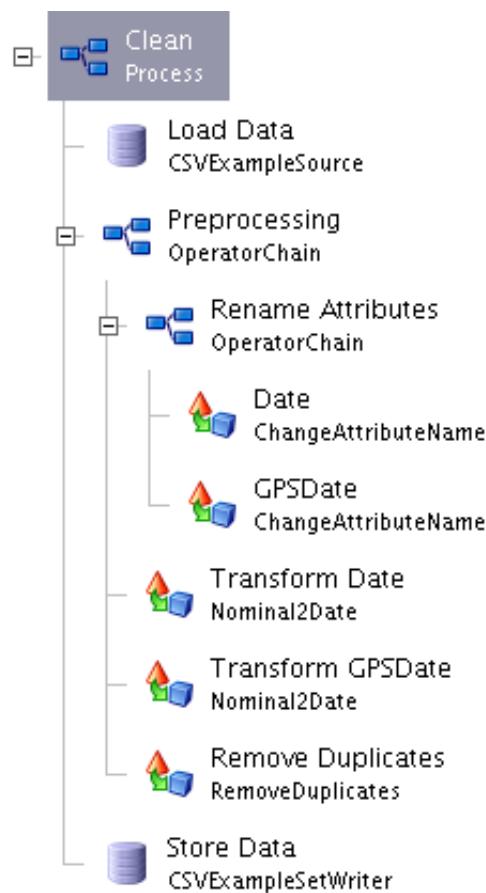 Clean
Process
Load Data
CSVExampleSource
Preprocessing
OperatorChain
Rename Attributes
OperatorChain
Date
ChangeAttributeName
GPSDate
ChangeAttributeName
Transform Date
Nominal2Date
Transform GPSDate
Nominal2Date
Remove Duplicates
RemoveDuplicates
Store Data
CSVExampleSetWriter